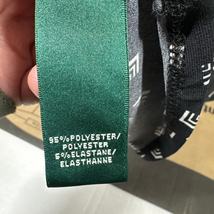 95%POLYESTER/
POLYESTER
5%ELASTANE/
ELASTHANNE